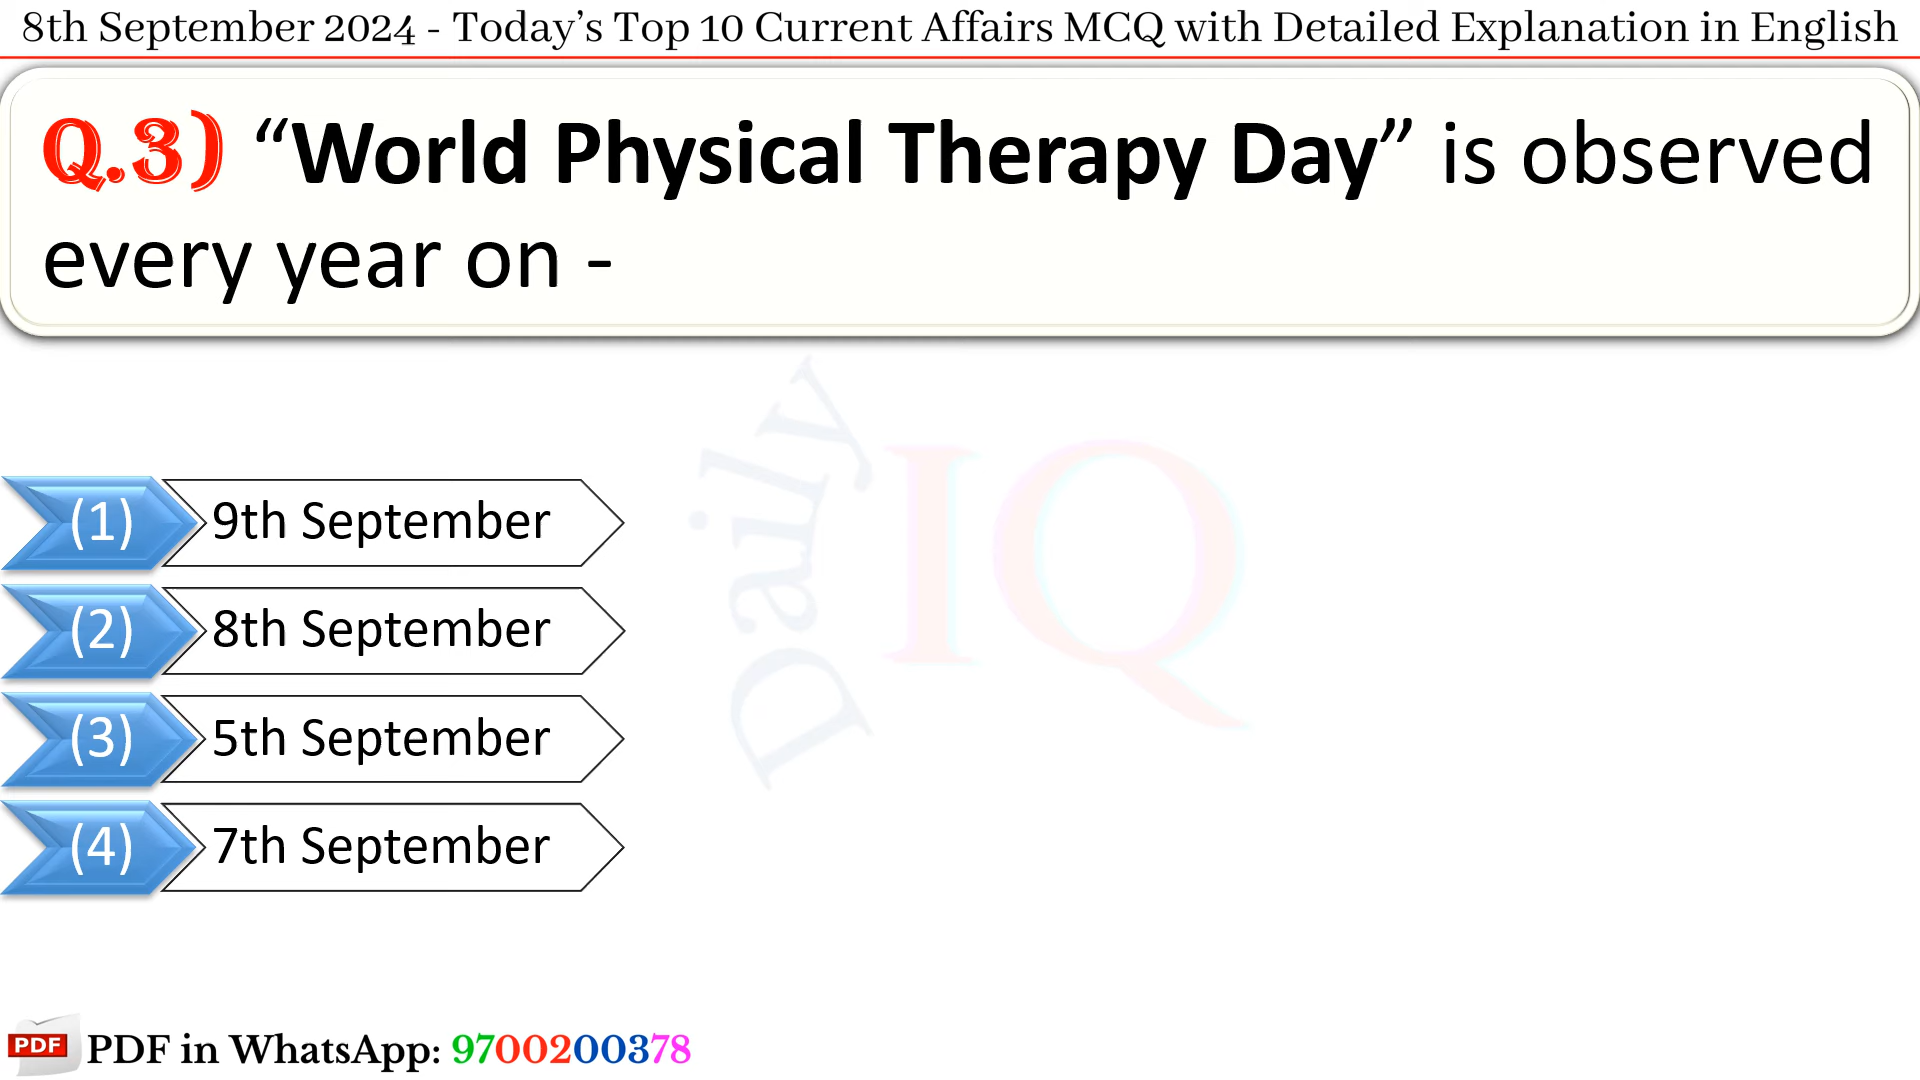 8th September 2024 - Today’s Top 10 Current Affairs MCQ with Detailed Explanation in English
Q.3) “World Physical Therapy Day” is observed
every year on -
Daily
IQ
(1) 9th September
(2) 8th September
(3) 5th September
(4) 7th September
PDF PDF in WhatsApp: 9700200378